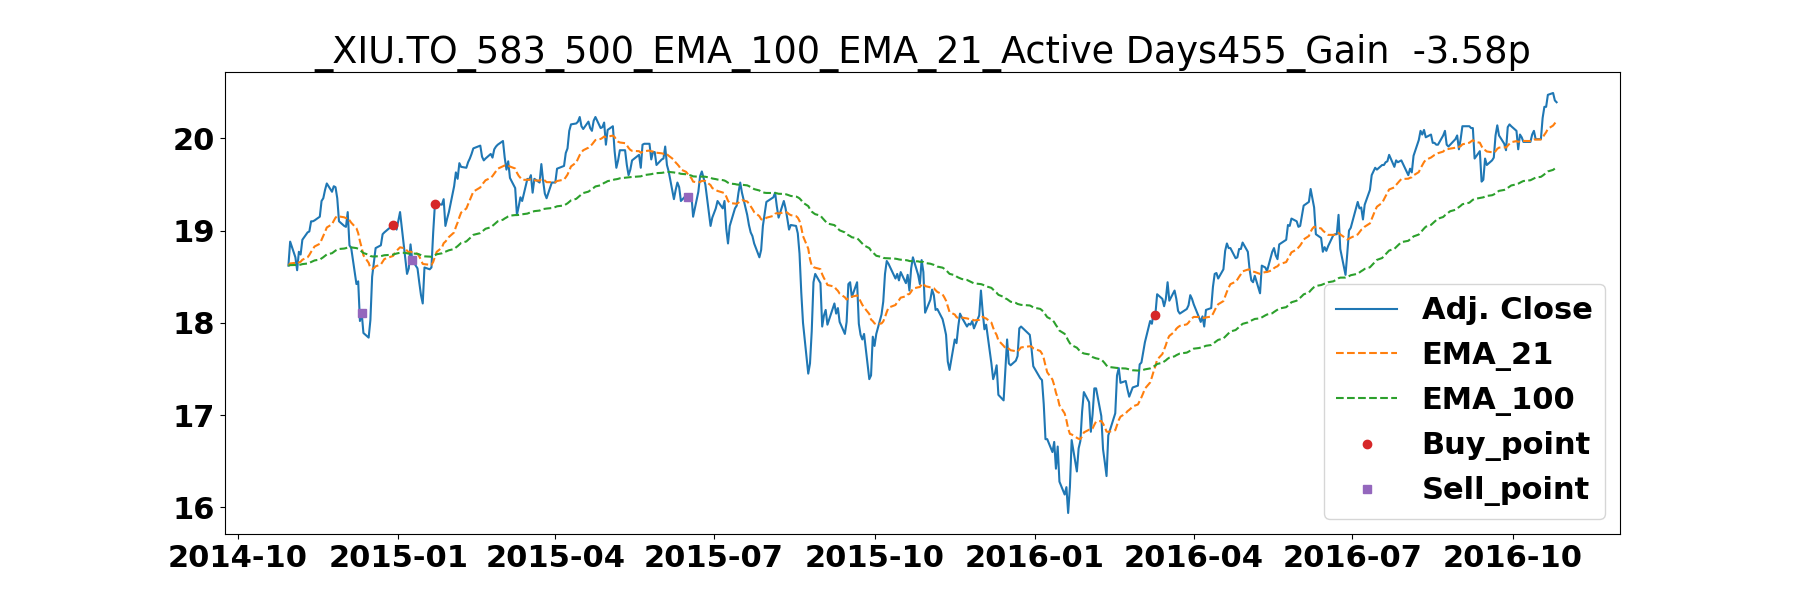 _XIU.TO_583_500_EMA_100_EMA_21_Active Days455_Gain  -3.58p
20
19
18
17
16
2014-10 2015-01 2015-04 2015-07 2015-10 2016-01 2016-04 2016-07 2016-10
Adj. Close
EMA_21
EMA_100
Buy_point
Sell_point